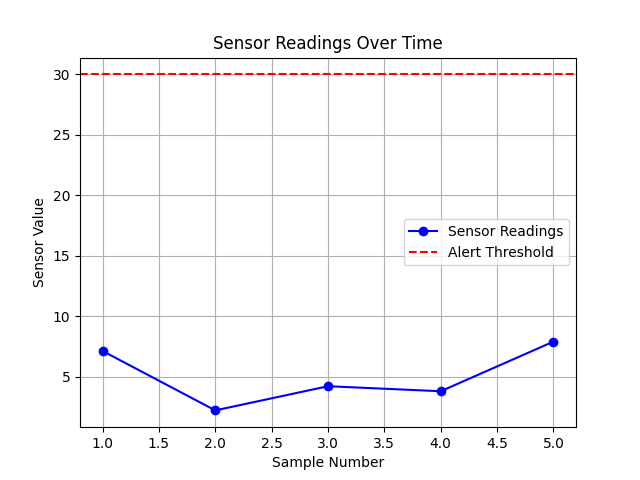 Sensor Readings Over Time
30
25
20
15
10
5
Sensor Value
Sensor Readings
Alert Threshold
1.0 1.5 2.0 2.5 3.0 3.5 4.0 4.5 5.0
Sample Number